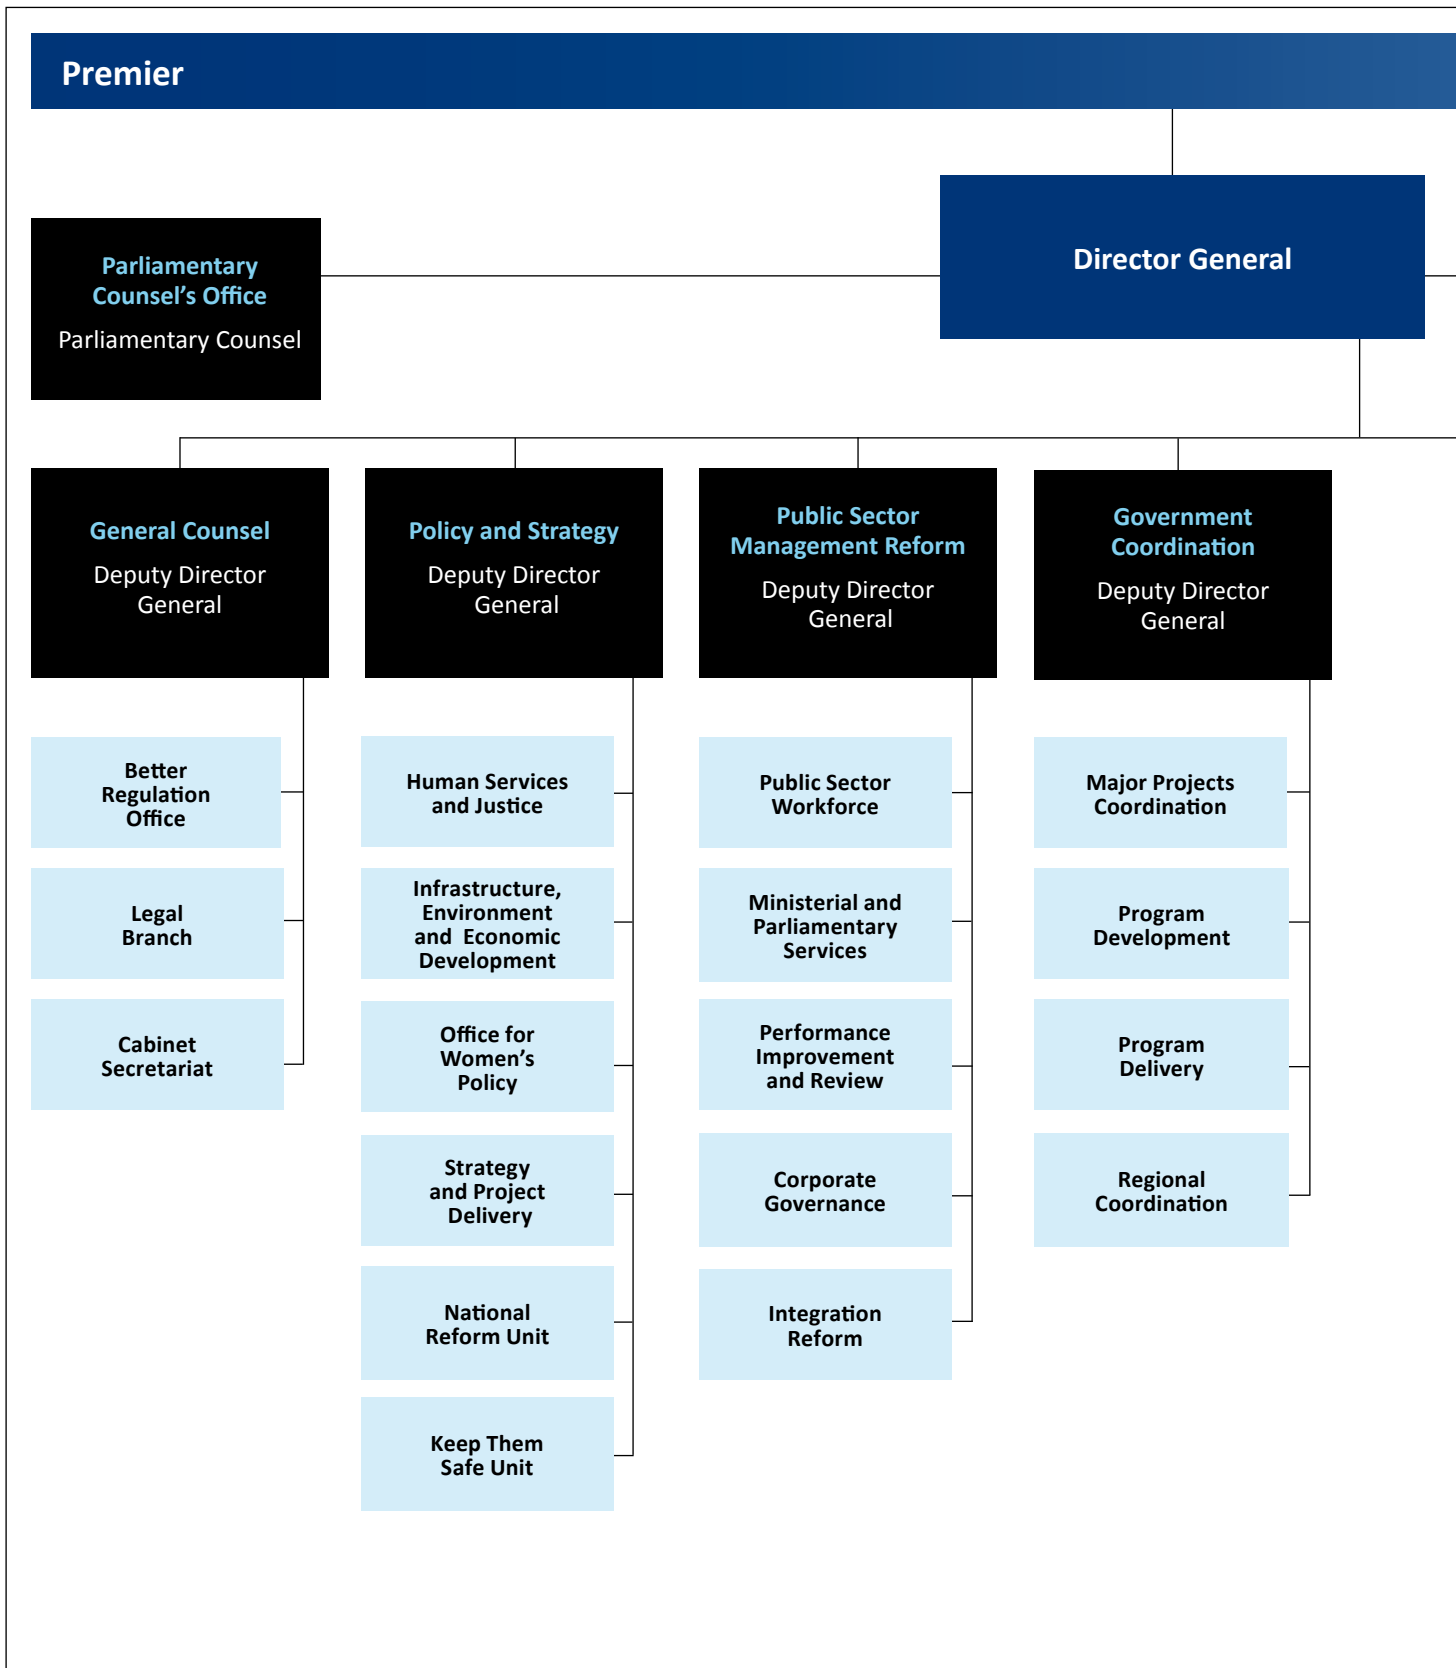 Premier
Director General
Parliamentary
Counsel’s Office
Parliamentary Counsel
General Counsel
Deputy Director
General
Policy and Strategy
Deputy Director
General
Public Sector
Management Reform
Deputy Director
General
Government
Coordination
Deputy Director
General
Better
Regulation
Office
Legal
Branch
Cabinet
Secretariat
Human Services
and Justice
Infrastructure,
Environment
and  Economic
Development
Office for
Women’s
Policy
Strategy
and Project
Delivery
National
Reform Unit
Keep Them
Safe Unit
Public Sector
Workforce
Ministerial and
Parliamentary
Services
Performance
Improvement
and Review
Corporate
Governance
Integration
Reform
Major Projects
Coordination
Program
Development
Program
Delivery
Regional
Coordination